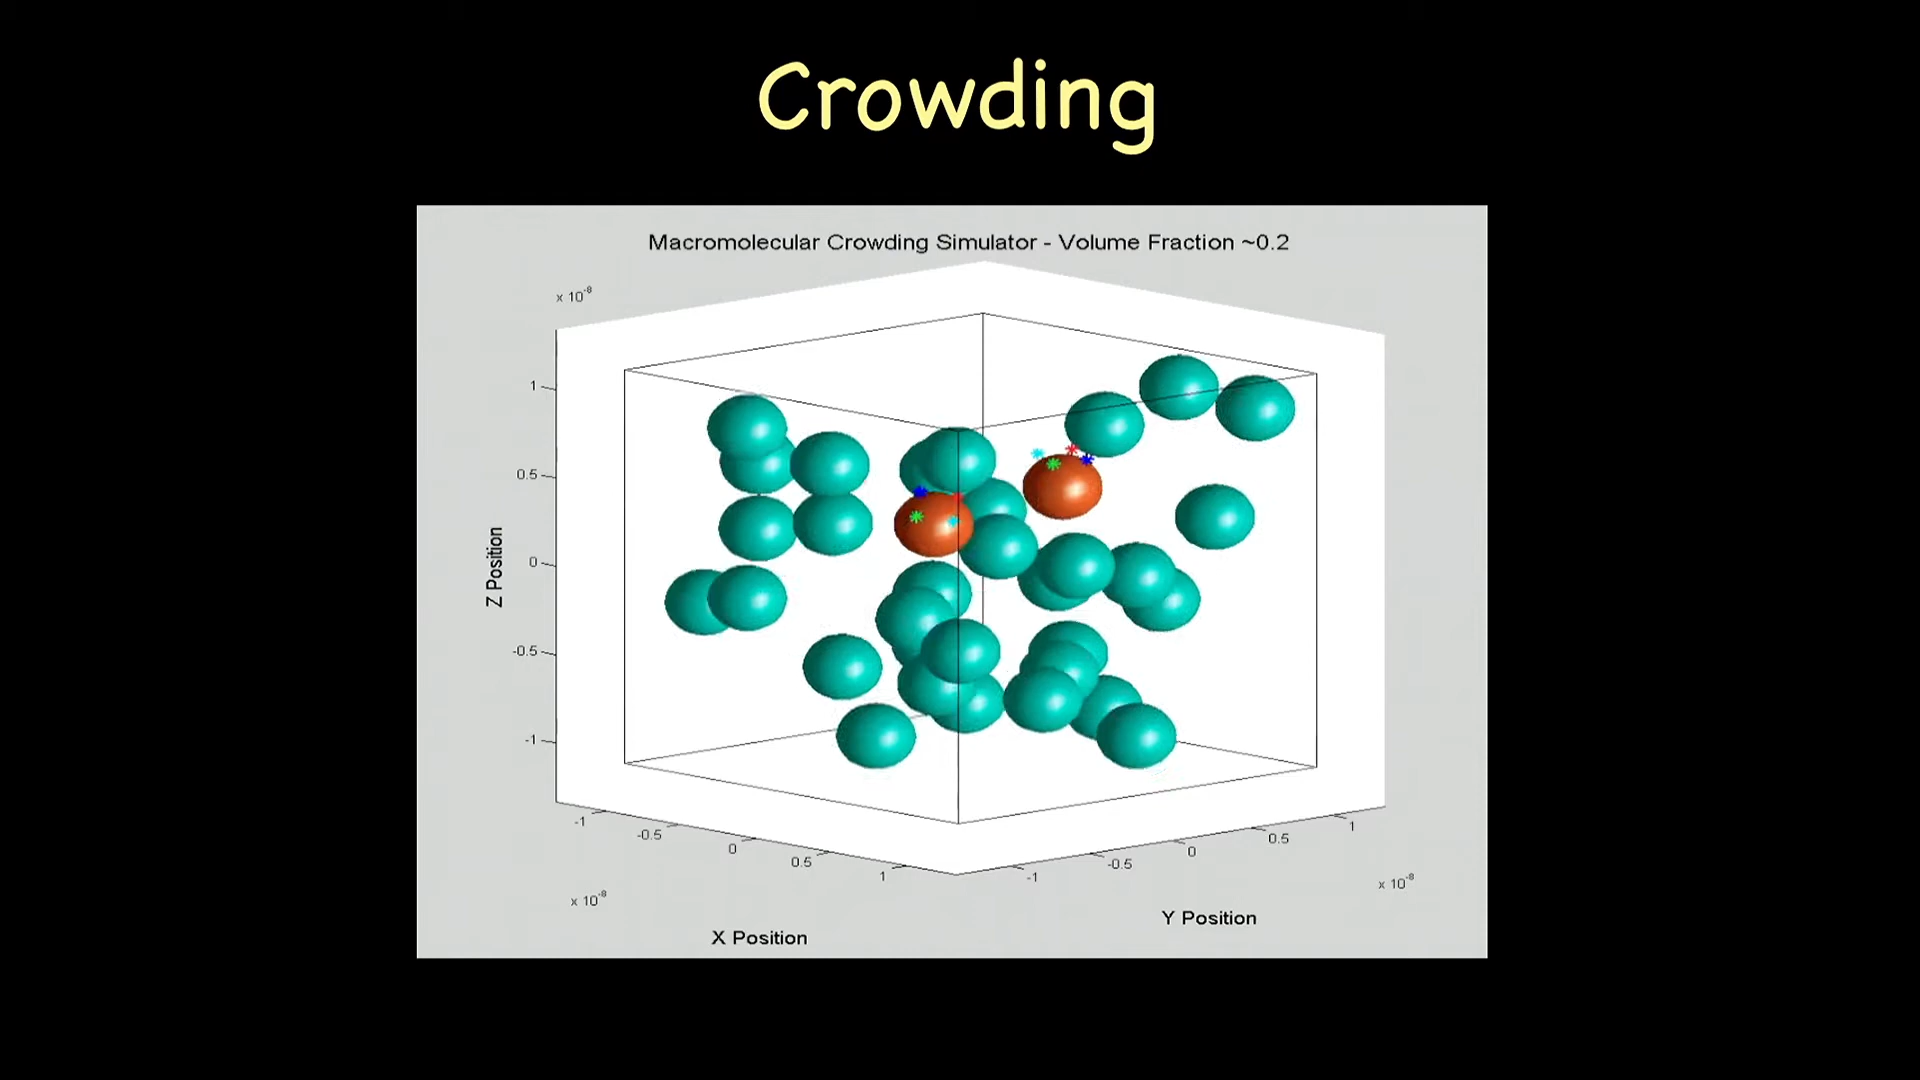 Crowding
Macromolecular Crowding Simulator - Volume Fraction ~0.2
x 10⁻⁸
1
0.5
0
-0.5
-1
Z Position
-1
-0.5
0
0.5
1
x 10⁻⁸
X Position
-1
-0.5
0
0.5
1
x 10⁻⁸
Y Position